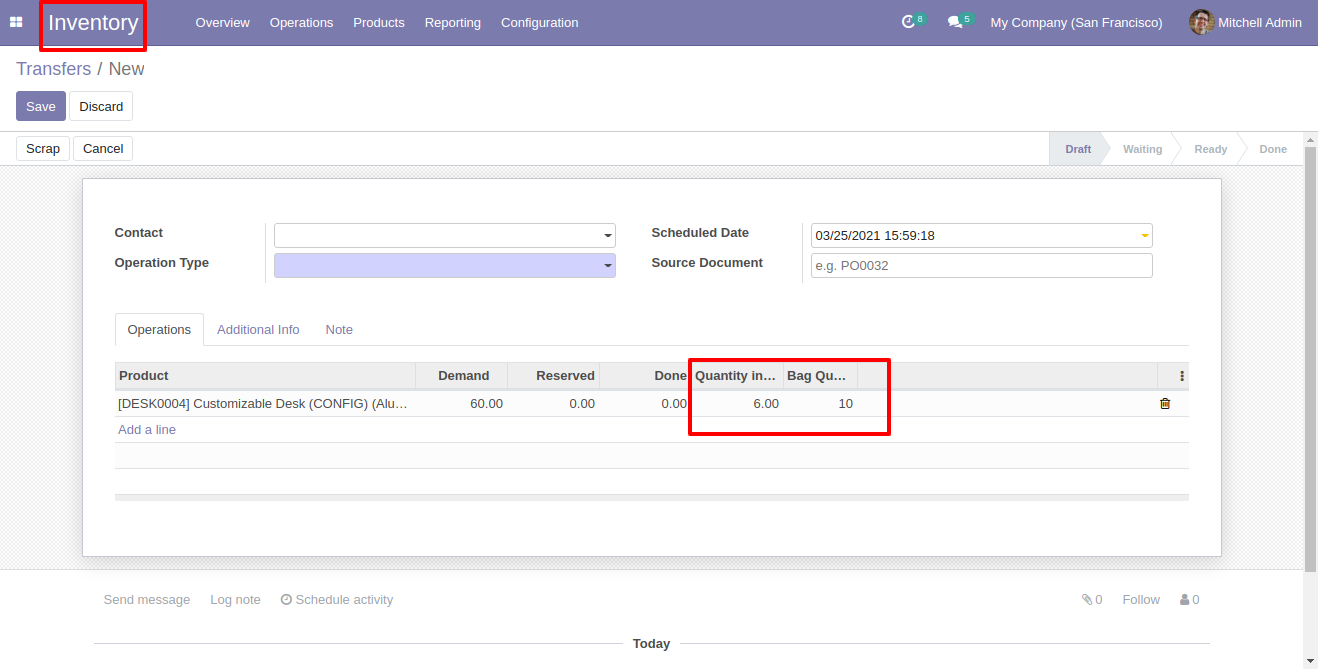 Inventory Overview Operations Products Reporting Configuration 8 5 My Company (San Francisco) Mitchell Admin
Transfers / New
Save Discard
Scrap Cancel Draft Waiting Ready Done
Contact Scheduled Date 03/25/2021 15:59:18
Operation Type Source Document e.g. PO0032
Operations Additional Info Note
Product Demand Reserved Done Quantity in... Bag Qu...
[DESK0004] Customizable Desk (CONFIG) (Alu... 60.00 0.00 0.00 6.00 10
Add a line
Send message Log note Schedule activity 0 Follow 0
Today